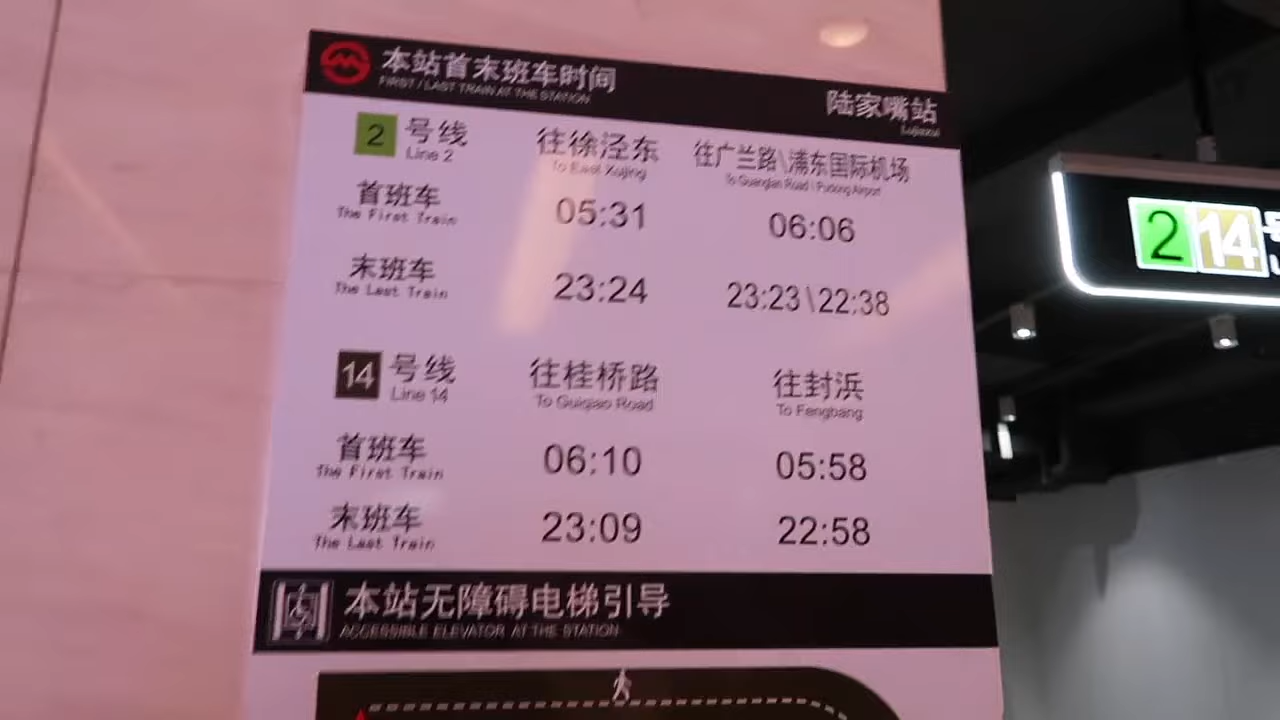 本站首末班车时间
FIRST / LAST TRAIN AT THE STATION
陆家嘴站
Lujiazui
2 号线 往徐泾东 往广兰路\浦东国际机场
Line 2 To East Xujing To Guanglan Road \ Pudong Airport
首班车 05:31 06:06
The First Train
末班车 23:24 23:23\22:38
The Last Train
14 号线 往桂桥路 往封浜
Line 14 To Guiqiao Road To Fengbang
首班车 06:10 05:58
The First Train
末班车 23:09 22:58
The Last Train
本站无障碍电梯引导
ACCESSIBLE ELEVATOR AT THE STATION
2 14